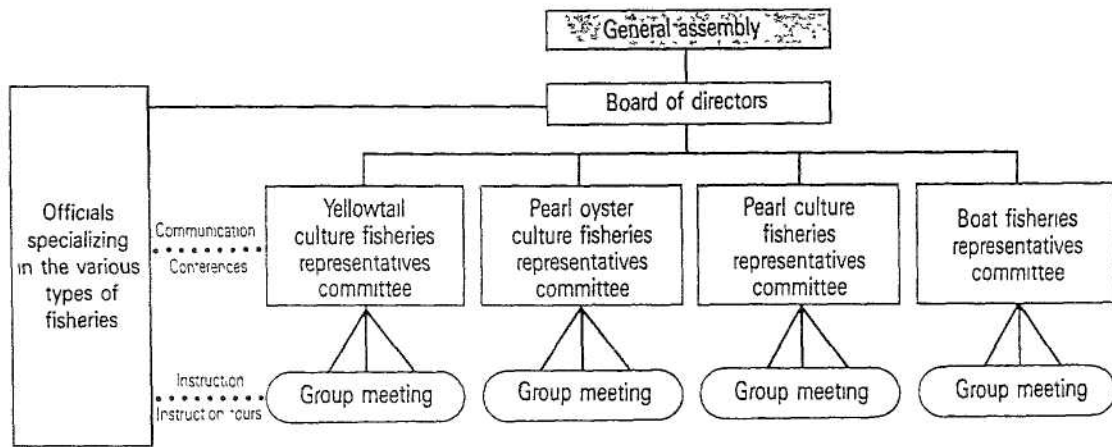 General assembly
Board of directors
Officials
specializing
in the various
types of
fisheries
Communication
Conferences
Yellowtail
culture fisheries
representatives
committee
Pearl oyster
culture fisheries
representatives
committee
Pearl culture
fisheries
representatives
committee
Boat fisheries
representatives
committee
Instruction
Instruction tours
Group meeting
Group meeting
Group meeting
Group meeting